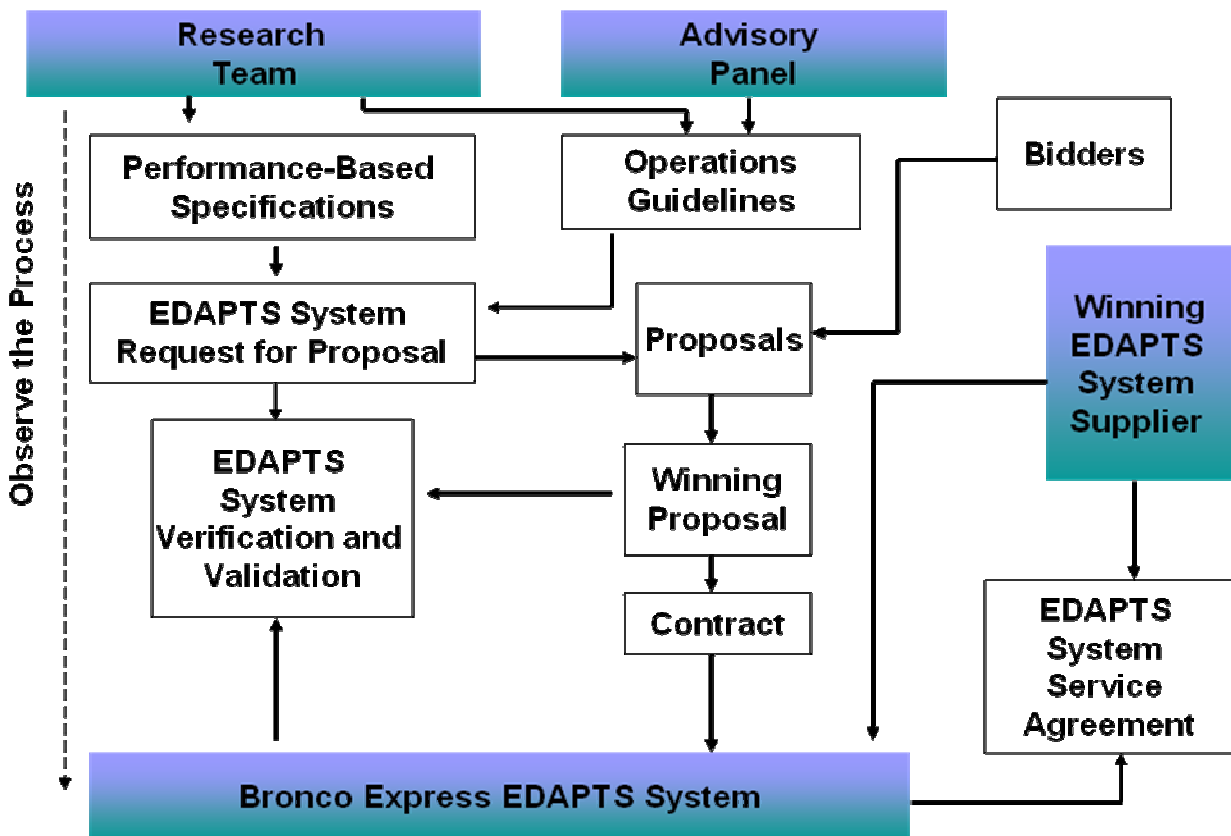 Research
Team
Advisory
Panel
Observe the Process
Performance-Based
Specifications
Operations
Guidelines
Bidders
EDAPTS System
Request for Proposal
Proposals
Winning
EDAPTS
System
Supplier
EDAPTS
System
Verification and
Validation
Winning
Proposal
Contract
EDAPTS
System
Service
Agreement
Bronco Express EDAPTS System